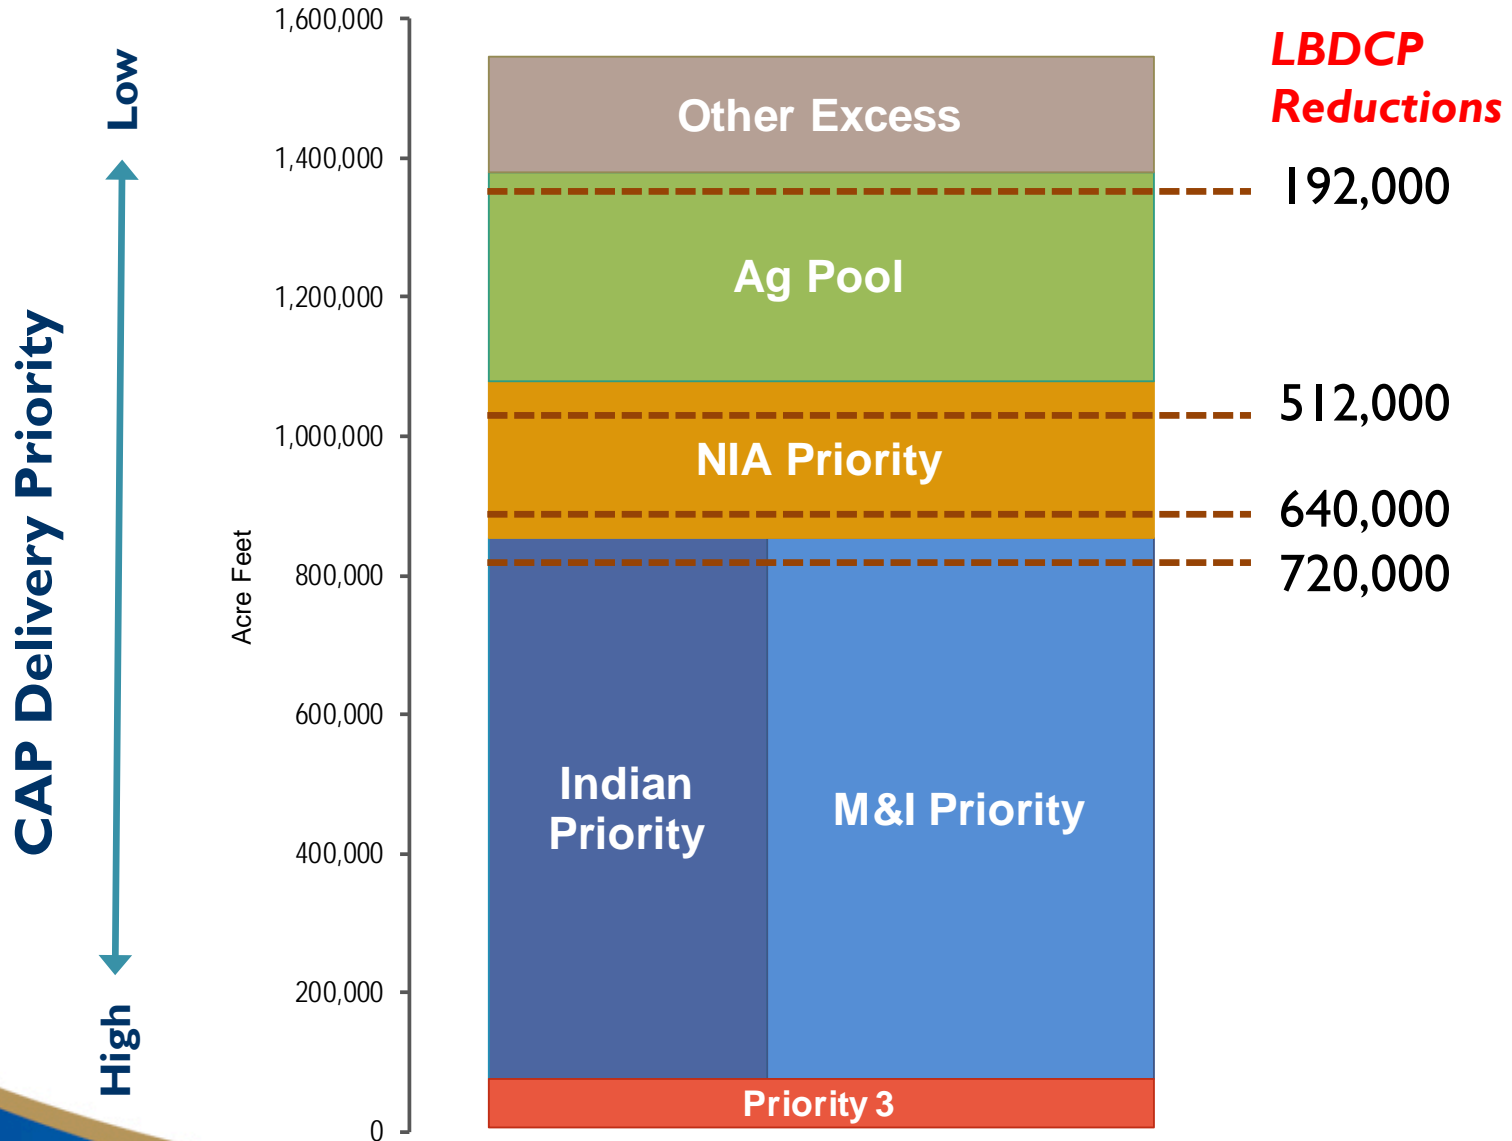 CAP Delivery Priority
Low
High
Acre Feet
1,600,000
1,400,000
1,200,000
1,000,000
800,000
600,000
400,000
200,000
0
Other Excess
Ag Pool
NIA Priority
Indian
Priority
M&I Priority
Priority 3
LBDCP
Reductions
192,000
512,000
640,000
720,000